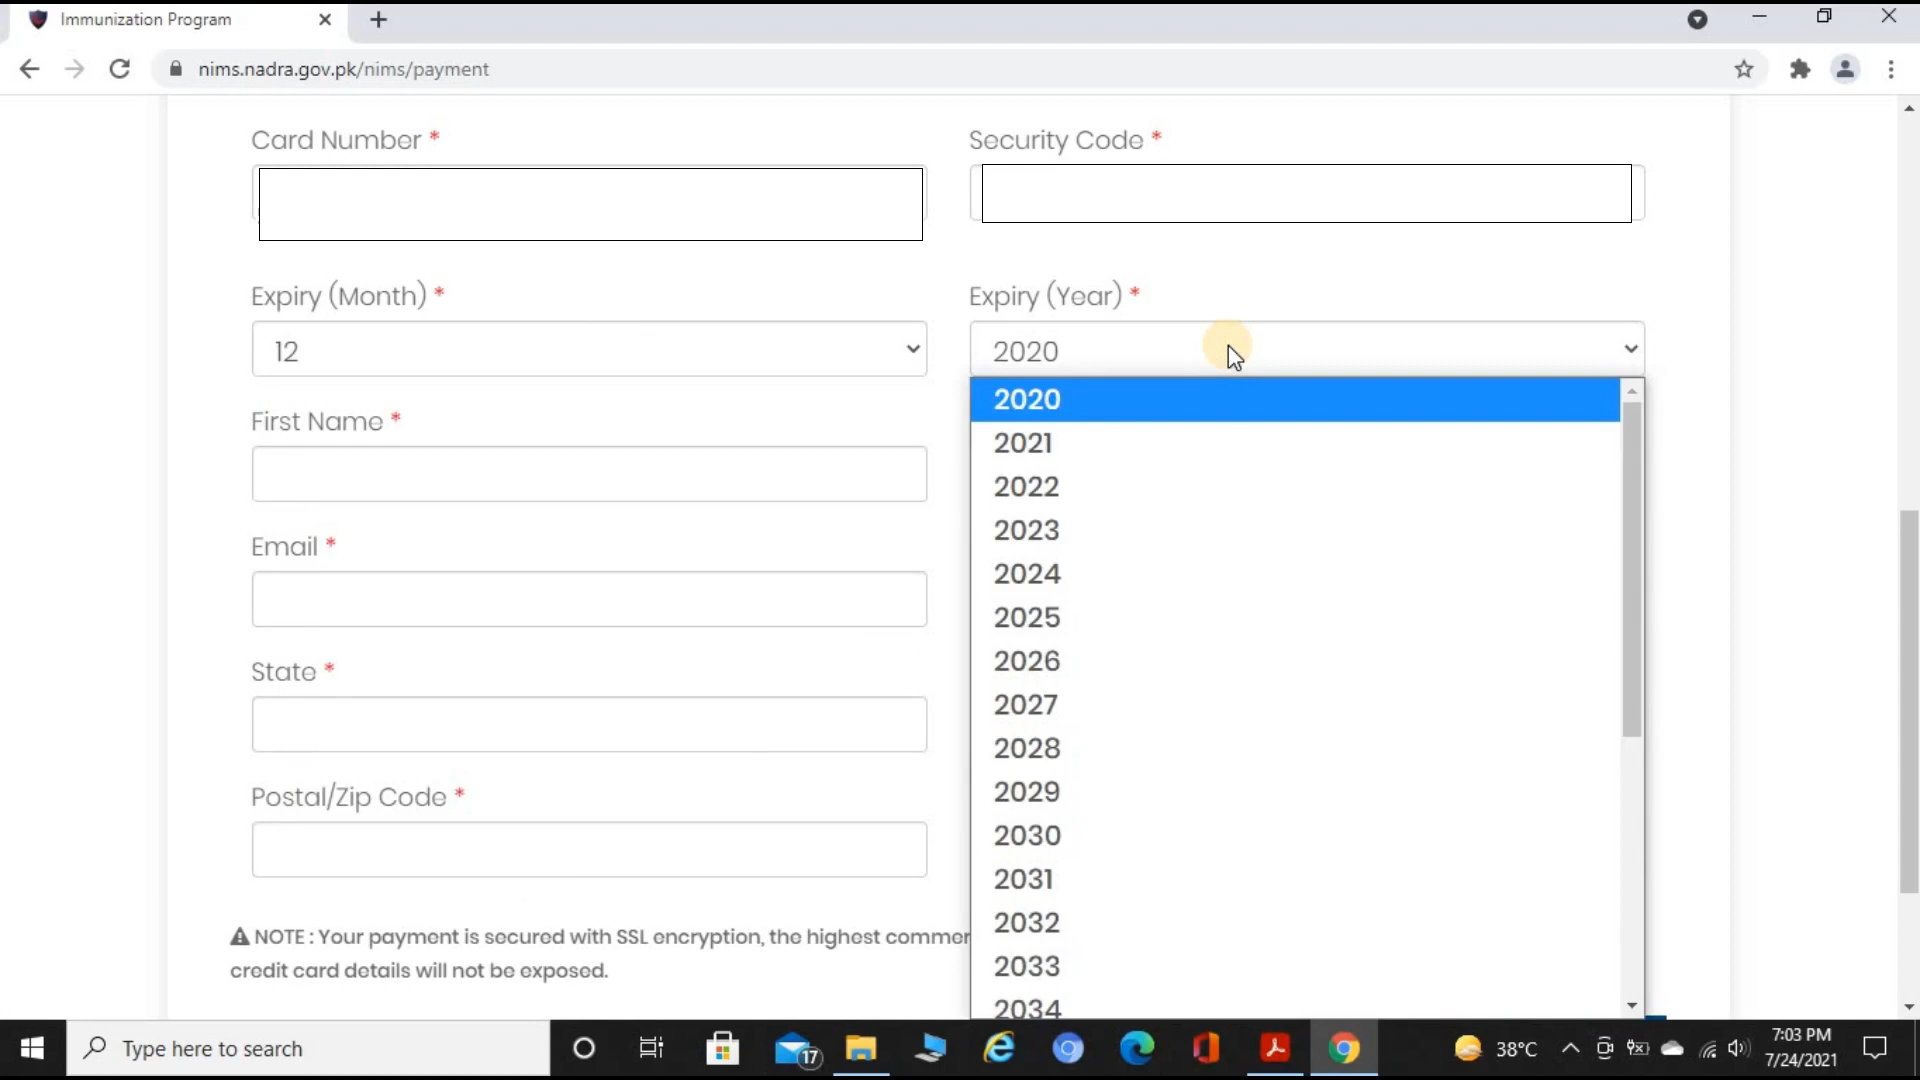 Immunization Program
nims.nadra.gov.pk/nims/payment
Card Number *
Security Code *
Expiry (Month) *
Expiry (Year) *
12
2020
2020
2021
2022
2023
2024
2025
2026
2027
2028
2029
2030
2031
2032
2033
2034
First Name *
Email *
State *
Postal/Zip Code *
NOTE : Your payment is secured with SSL encryption, the highest commer
credit card details will not be exposed.
Type here to search
17
38°C
7:03 PM
7/24/2021